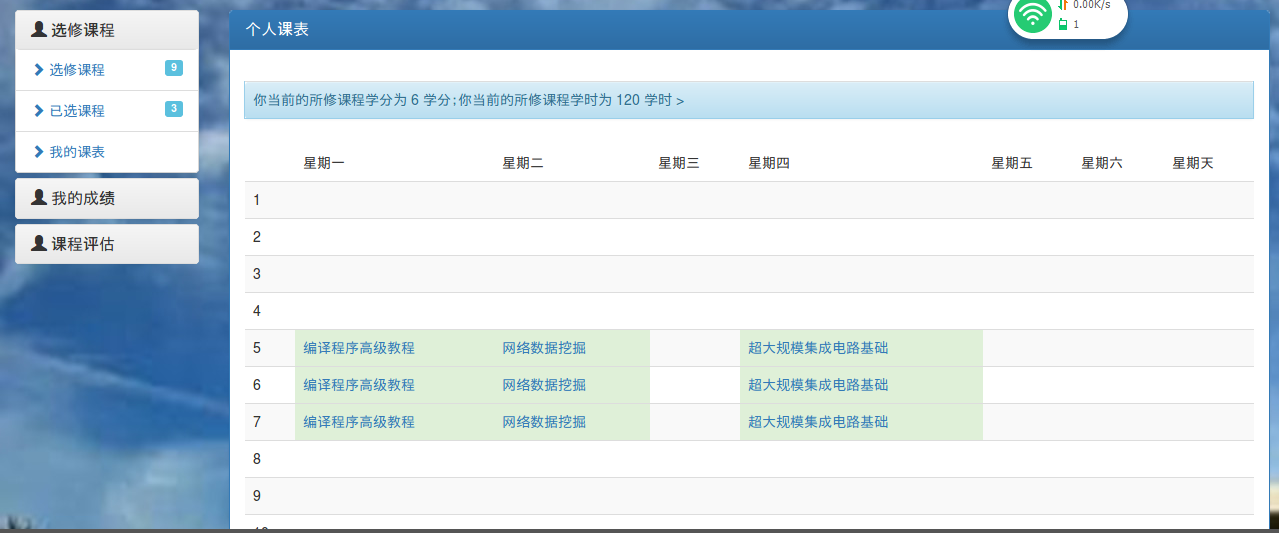 选修课程
选修课程 9
已选课程 3
我的课表
我的成绩
课程评估
个人课表
0.00K/s
1
你当前的所修课程学分为 6 学分;你当前的所修课程学时为 120 学时 >
星期一 星期二 星期三 星期四 星期五 星期六 星期天
1
2
3
4
5 编译程序高级教程 网络数据挖掘 超大规模集成电路基础
6 编译程序高级教程 网络数据挖掘 超大规模集成电路基础
7 编译程序高级教程 网络数据挖掘 超大规模集成电路基础
8
9